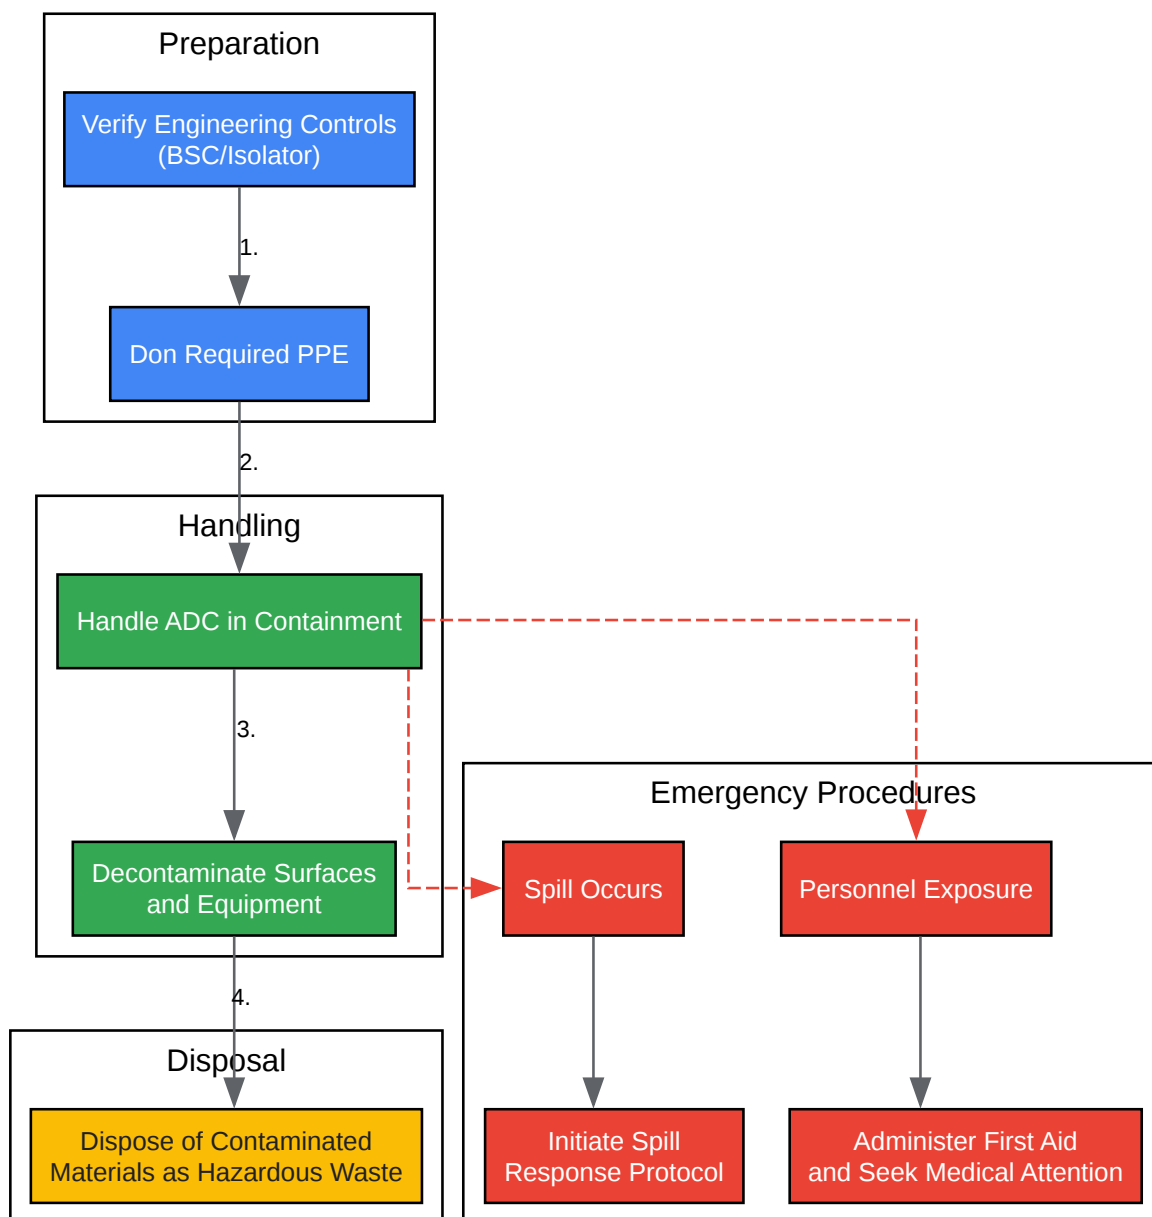 Preparation
Verify Engineering Controls
(BSC/Isolator)
1.
Don Required PPE
2.
Handling
Handle ADC in Containment
3.
Decontaminate Surfaces
and Equipment
4.
Disposal
Dispose of Contaminated
Materials as Hazardous Waste
Emergency Procedures
Spill Occurs
Personnel Exposure
Initiate Spill
Response Protocol
Administer First Aid
and Seek Medical Attention